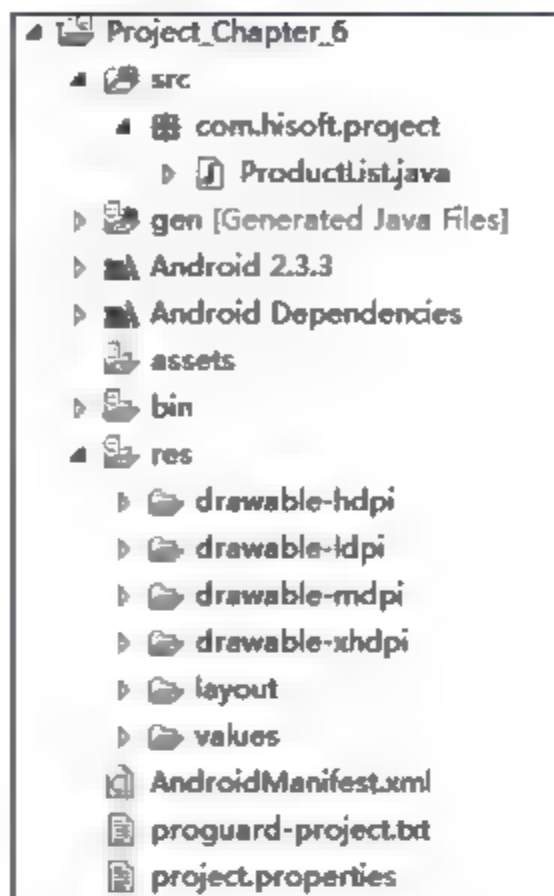 Project_Chapter_6
src
com.hisoft.project
ProductList.java
gen [Generated Java Files]
Android 2.3.3
Android Dependencies
assets
bin
res
drawable-hdpi
drawable-ldpi
drawable-mdpi
drawable-xhdpi
layout
values
AndroidManifest.xml
proguard-project.txt
project.properties